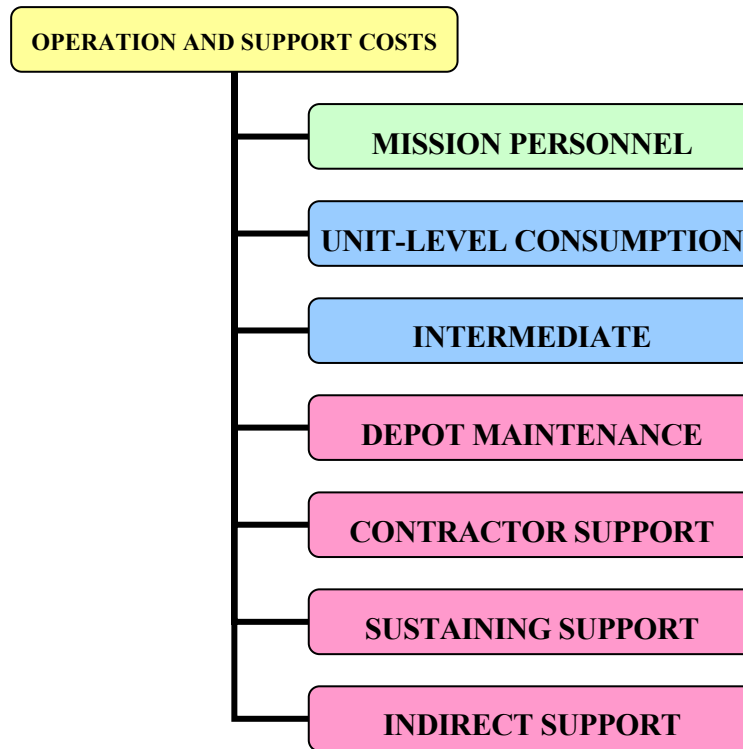 OPERATION AND SUPPORT COSTS
MISSION PERSONNEL
UNIT-LEVEL CONSUMPTION
INTERMEDIATE
DEPOT MAINTENANCE
CONTRACTOR SUPPORT
SUSTAINING SUPPORT
INDIRECT SUPPORT